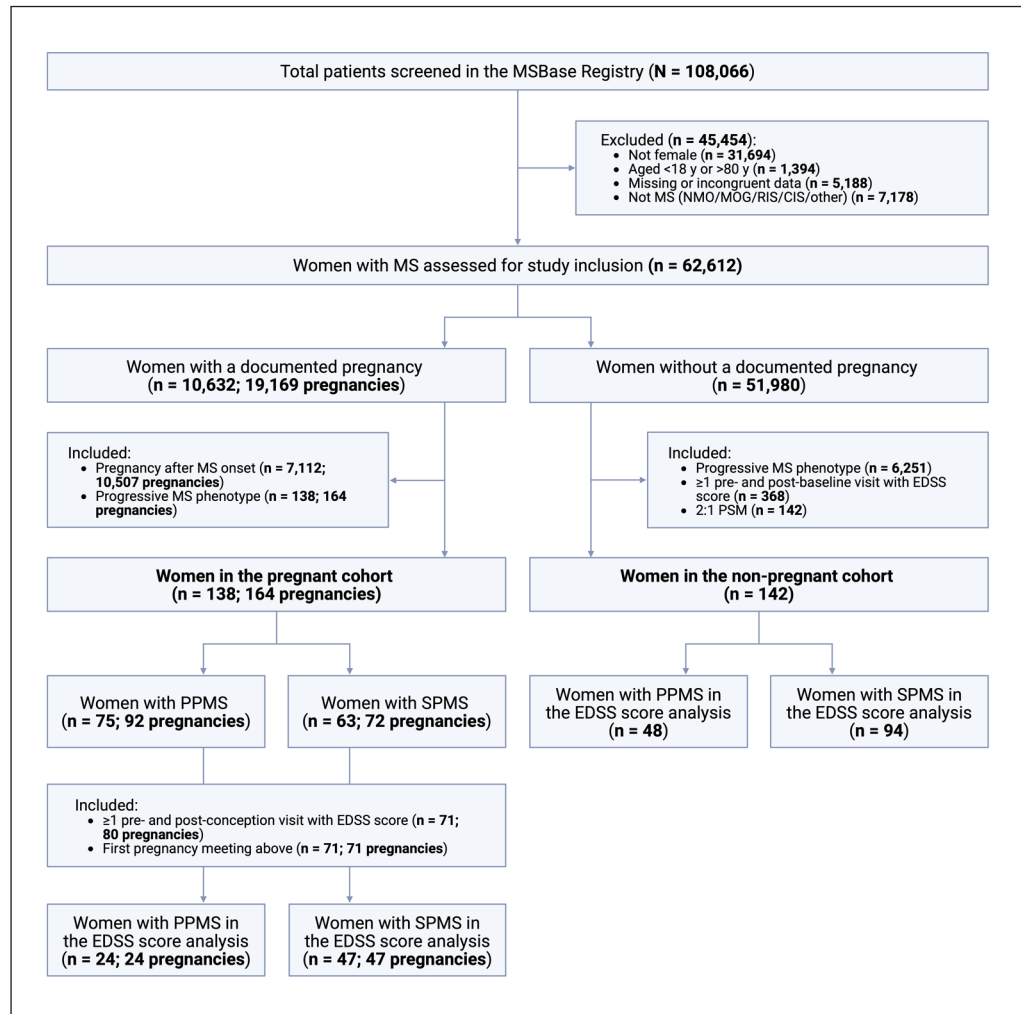 Total patients screened in the MSBase Registry (N = 108,066)
Excluded (n = 45,454):
• Not female (n = 31,694)
• Aged <18 y or >80 y (n = 1,394)
• Missing or incongruent data (n = 5,188)
• Not MS (NMO/MOG/RIS/CIS/other) (n = 7,178)
Women with MS assessed for study inclusion (n = 62,612)
Women with a documented pregnancy
(n = 10,632; 19,169 pregnancies)
Women without a documented pregnancy
(n = 51,980)
Included:
• Pregnancy after MS onset (n = 7,112;
10,507 pregnancies)
• Progressive MS phenotype (n = 138; 164
pregnancies)
Included:
• Progressive MS phenotype (n = 6,251)
• ≥1 pre- and post-baseline visit with EDSS
score (n = 368)
• 2:1 PSM (n = 142)
Women in the pregnant cohort
(n = 138; 164 pregnancies)
Women in the non-pregnant cohort
(n = 142)
Women with PPMS
(n = 75; 92 pregnancies)
Women with SPMS
(n = 63; 72 pregnancies)
Women with PPMS in
the EDSS score analysis
(n = 48)
Women with SPMS in
the EDSS score analysis
(n = 94)
Included:
• ≥1 pre- and post-conception visit with EDSS score (n = 71;
80 pregnancies)
• First pregnancy meeting above (n = 71; 71 pregnancies)
Women with PPMS in
the EDSS score analysis
(n = 24; 24 pregnancies)
Women with SPMS in
the EDSS score analysis
(n = 47; 47 pregnancies)